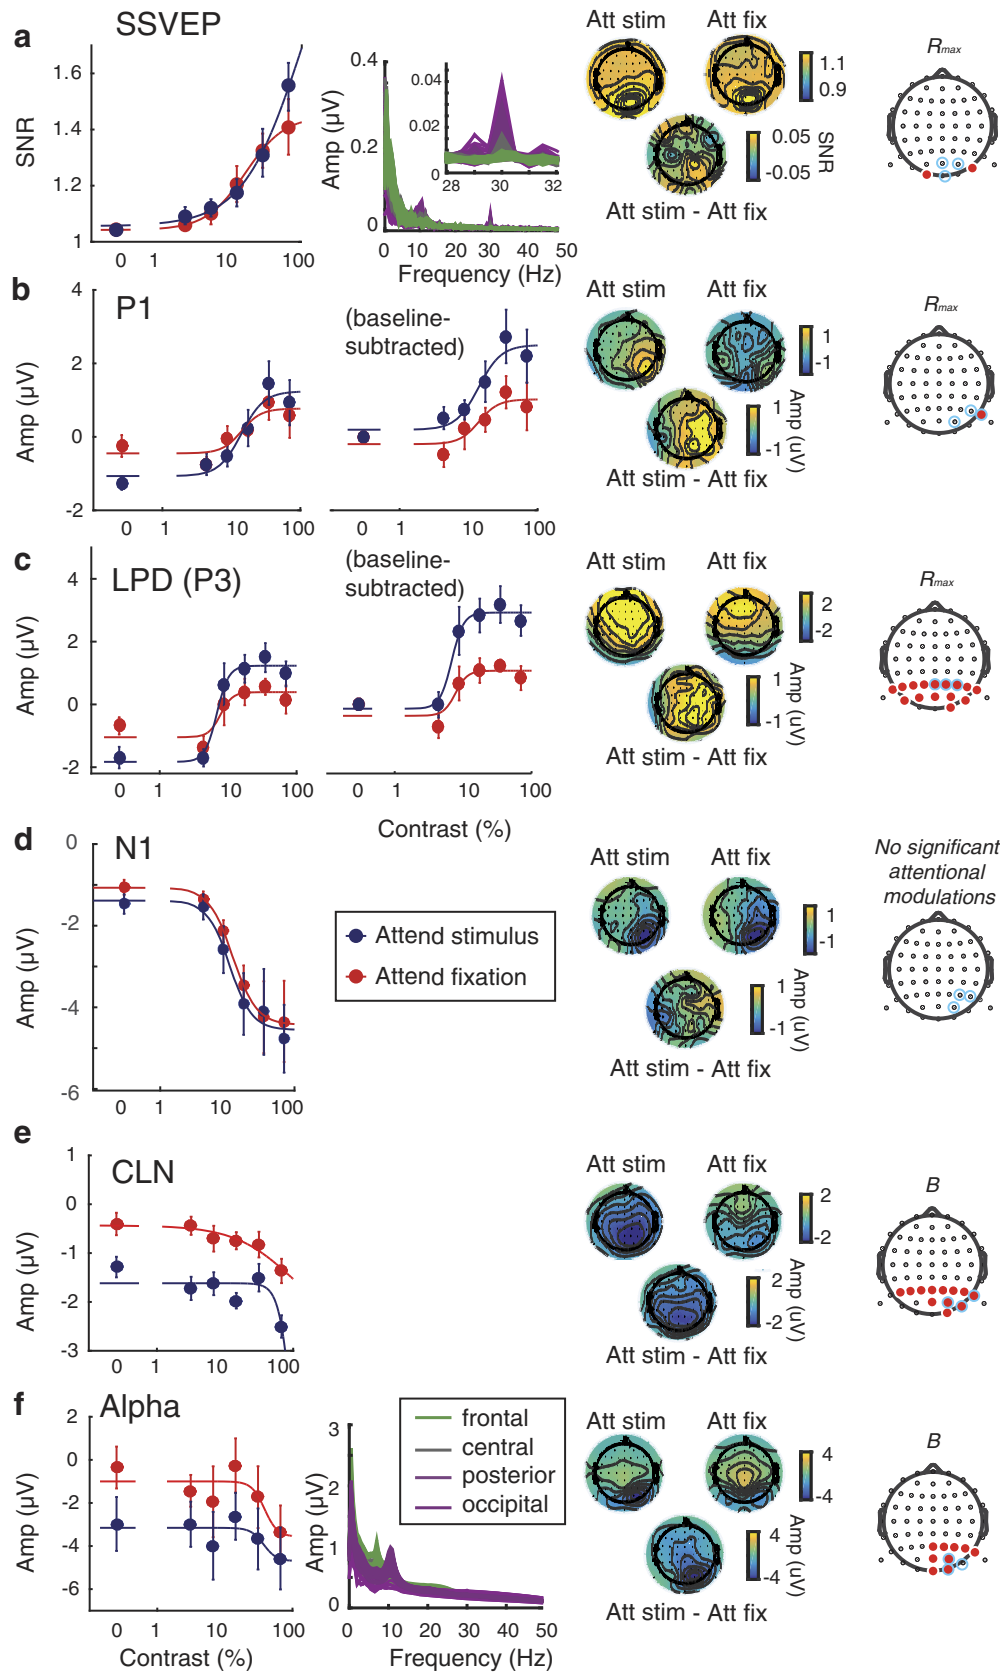 a SSVEP
SNR
1.6
1.4
1.2
1
0 1 10 100
Amp (µV)
0.4
0.2
0
0.04
0.02
0
28 30 32
0 10 20 30 40 50
Frequency (Hz)
Att stim Att fix
1.1
0.9
0.05
-0.05
SNR
Att stim - Att fix
Rmax
b P1
Amp (µV)
4
2
0
-2
0 1 10 100
(baseline-
subtracted)
0 1 10 100
Att stim Att fix
1
-1
1
-1
Amp (uV)
Att stim - Att fix
Rmax
c LPD (P3)
Amp (µV)
4
2
0
-2
0 1 10 100
(baseline-
subtracted)
0 1 10 100
Contrast (%)
Att stim Att fix
2
-2
1
-1
Amp (uV)
Att stim - Att fix
Rmax
d N1
Amp (µV)
0
-2
-4
-6
0 1 10 100
Attend stimulus
Attend fixation
Att stim Att fix
1
-1
1
-1
Amp (uV)
Att stim - Att fix
No significant
attentional
modulations
e CLN
Amp (µV)
1
0
-1
-2
-3
0 1 10 100
Att stim Att fix
2
-2
2
-2
Amp (uV)
Att stim - Att fix
B
f Alpha
Amp (µV)
2
0
-2
-4
-6
0 1 10 100
Contrast (%)
frontal
central
posterior
occipital
Amp (µV)
3
2
1
0
0 10 20 30 40 50
Frequency (Hz)
Att stim Att fix
4
-4
4
-4
Amp (uV)
Att stim - Att fix
B